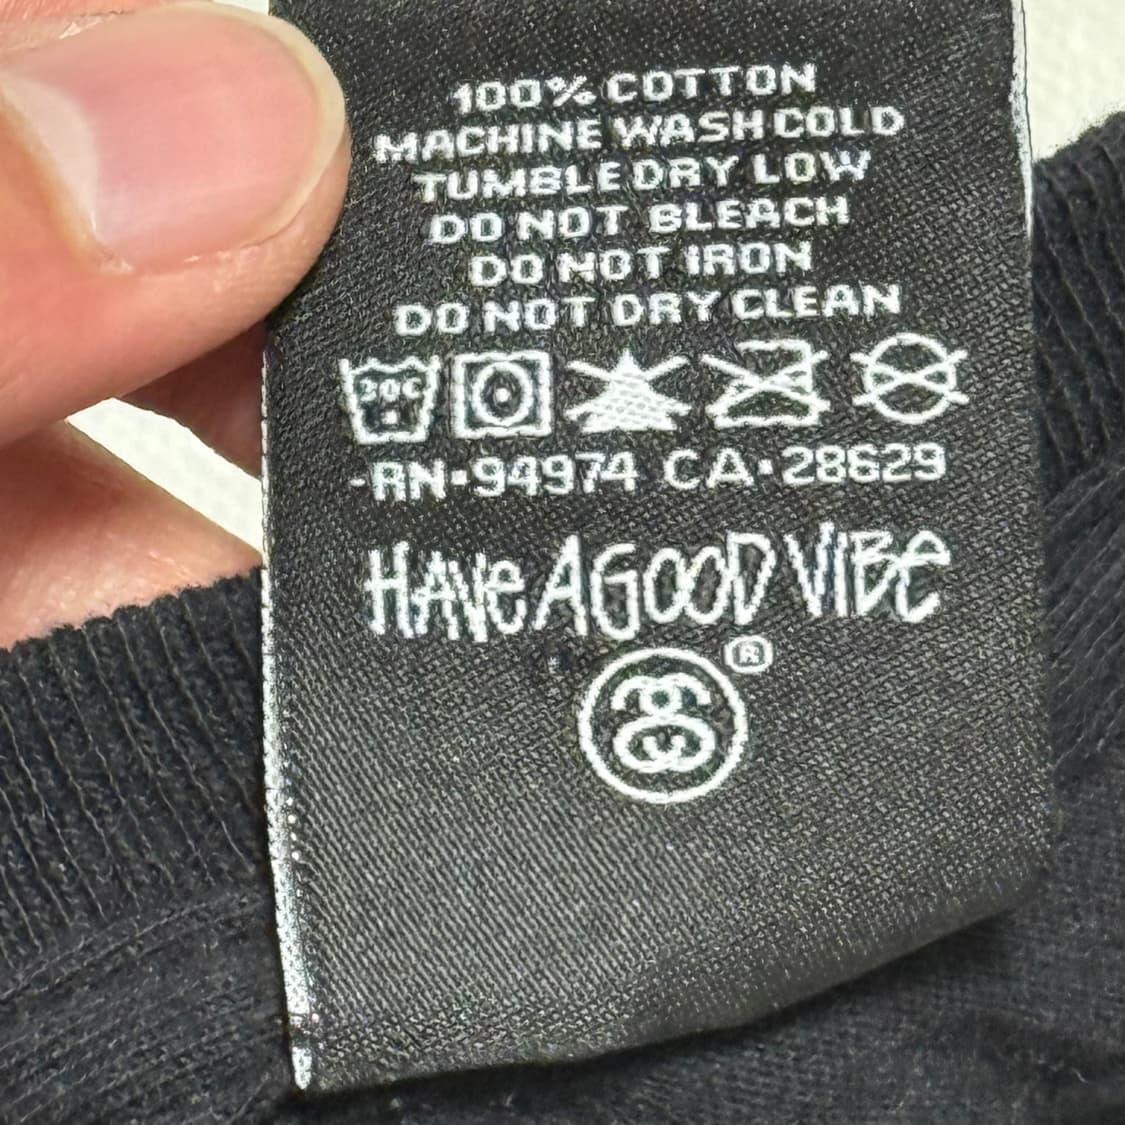 100% COTTON
MACHINE WASH COLD
TUMBLE DRY LOW
DO NOT BLEACH
DO NOT IRON
DO NOT DRY CLEAN
30C
-RN·94974 CA·28629
HAVE A GOOD VIBE
®